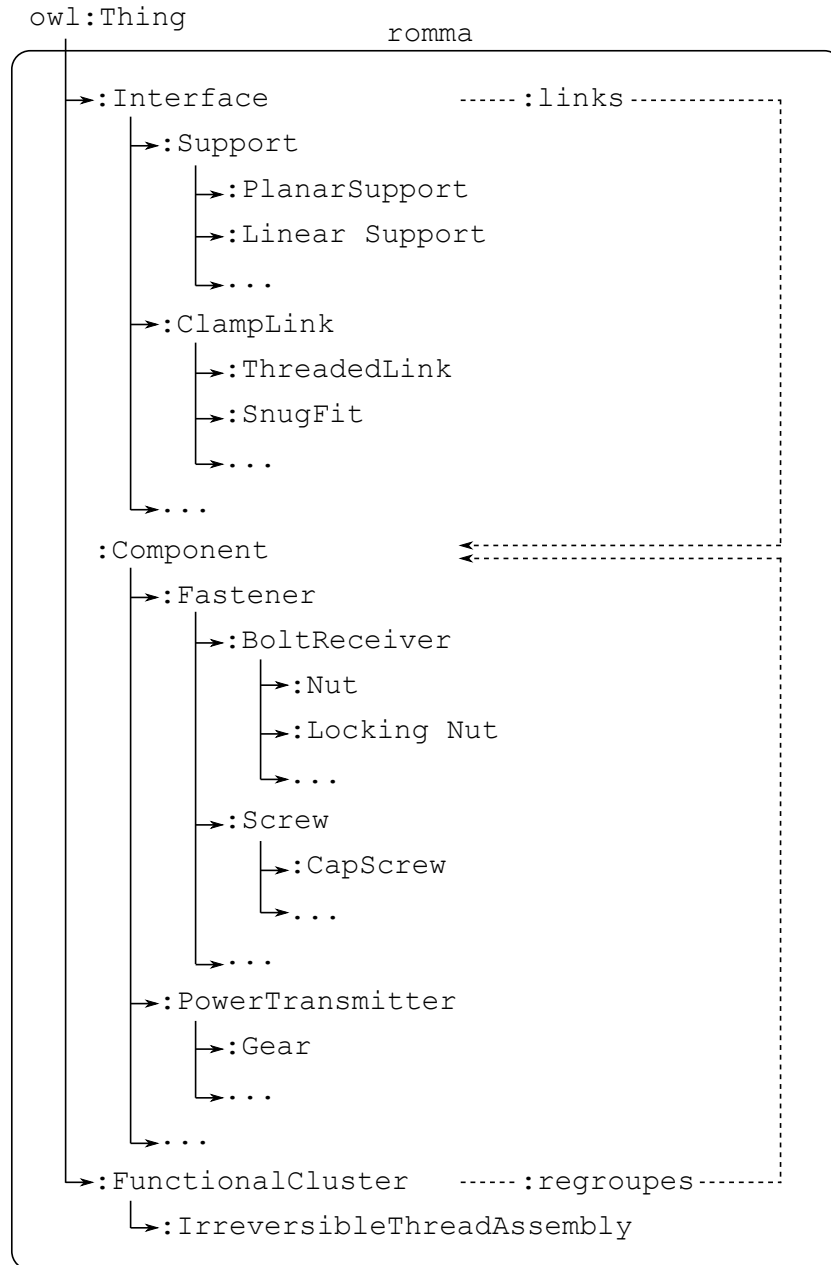 owl:Thing
romma
:Interface :links
:Support
:PlanarSupport
:Linear Support
...
:ClampLink
:ThreadedLink
:SnugFit
...
...
:Component
:Fastener
:BoltReceiver
:Nut
:Locking Nut
...
:Screw
:CapScrew
...
...
:PowerTransmitter
:Gear
...
...
:FunctionalCluster :regroupes
:IrreversibleThreadAssembly